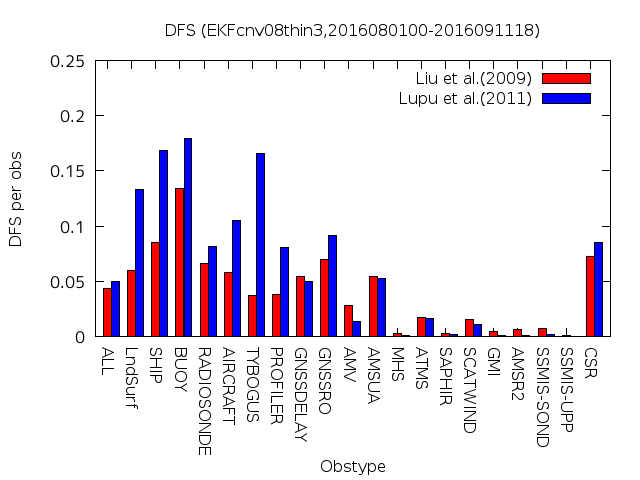 DFS (EKFcnv08thin3,2016080100-2016091118)
Liu et al.(2009)
Lupu et al.(2011)
0.25
0.2
0.15
0.1
0.05
0
DFS per obs
ALL
LndSurf
SHIP
BUOY
RADIOSONDE
AIRCRAFT
TYBOGUS
PROFILER
GNSSDELAY
GNSSRO
AMV
AMSUA
MHS
ATMS
SAPHIR
SCATWIND
GMI
AMSR2
SSMIS-SOND
SSMIS-UPP
CSR
Obstype